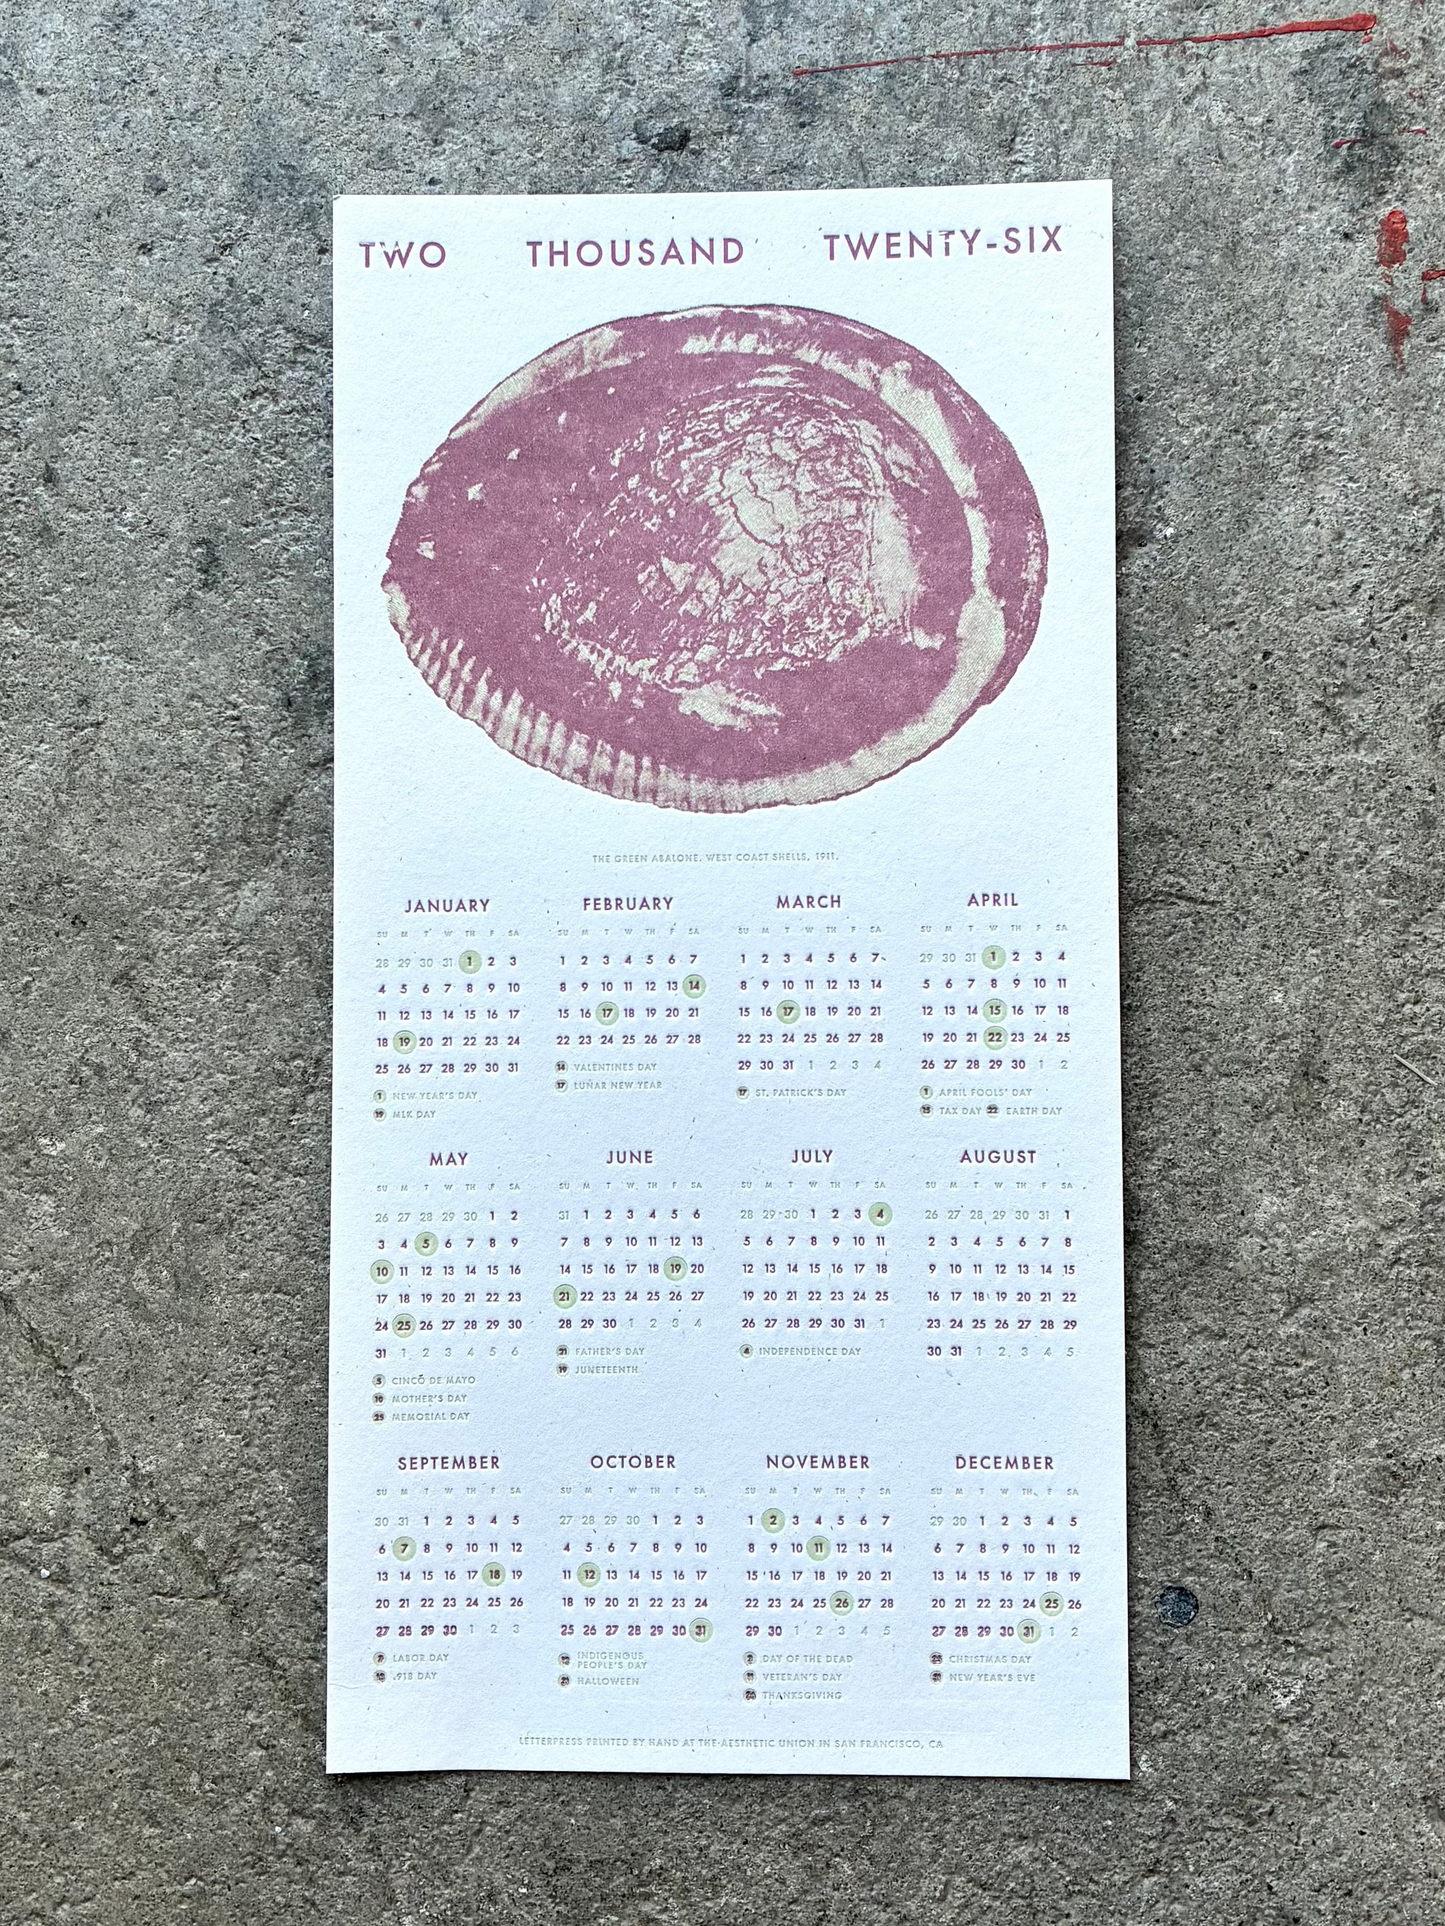 TWO THOUSAND TWENTY-SIX
THE GREEN ABALONE. WEST COAST SHELLS, 1911.
JANUARY
SU M T W TH F SA
28 29 30 31 1 2 3
4 5 6 7 8 9 10
11 12 13 14 15 16 17
18 19 20 21 22 23 24
25 26 27 28 29 30 31
1 NEW YEAR'S DAY
19 MLK DAY
FEBRUARY
SU M T W TH F SA
1 2 3 4 5 6 7
8 9 10 11 12 13 14
15 16 17 18 19 20 21
22 23 24 25 26 27 28
14 VALENTINES DAY
17 LUNAR NEW YEAR
MARCH
SU M T W TH F SA
1 2 3 4 5 6 7
8 9 10 11 12 13 14
15 16 17 18 19 20 21
22 23 24 25 26 27 28
29 30 31 1 2 3 4
17 ST. PATRICK'S DAY
APRIL
SU M T W TH F SA
29 30 31 1 2 3 4
5 6 7 8 9 10 11
12 13 14 15 16 17 18
19 20 21 22 23 24 25
26 27 28 29 30 1 2
1 APRIL FOOLS' DAY
15 TAX DAY 22 EARTH DAY
MAY
SU M T W TH F SA
26 27 28 29 30 1 2
3 4 5 6 7 8 9
10 11 12 13 14 15 16
17 18 19 20 21 22 23
24 25 26 27 28 29 30
31 1 2 3 4 5 6
5 CINCO DE MAYO
10 MOTHER'S DAY
25 MEMORIAL DAY
JUNE
SU M T W TH F SA
31 1 2 3 4 5 6
7 8 9 10 11 12 13
14 15 16 17 18 19 20
21 22 23 24 25 26 27
28 29 30 1 2 3 4
21 FATHER'S DAY
19 JUNETEENTH
JULY
SU M T W TH F SA
28 29 30 1 2 3 4
5 6 7 8 9 10 11
12 13 14 15 16 17 18
19 20 21 22 23 24 25
26 27 28 29 30 31 1
4 INDEPENDENCE DAY
AUGUST
SU M T W TH F SA
26 27 28 29 30 31 1
2 3 4 5 6 7 8
9 10 11 12 13 14 15
16 17 18 19 20 21 22
23 24 25 26 27 28 29
30 31 1 2 3 4 5
SEPTEMBER
SU M T W TH F SA
30 31 1 2 3 4 5
6 7 8 9 10 11 12
13 14 15 16 17 18 19
20 21 22 23 24 25 26
27 28 29 30 1 2 3
7 LABOR DAY
18 .918 DAY
OCTOBER
SU M T W TH F SA
27 28 29 30 1 2 3
4 5 6 7 8 9 10
11 12 13 14 15 16 17
18 19 20 21 22 23 24
25 26 27 28 29 30 31
12 INDIGENOUS
PEOPLE'S DAY
31 HALLOWEEN
NOVEMBER
SU M T W TH F SA
1 2 3 4 5 6 7
8 9 10 11 12 13 14
15 16 17 18 19 20 21
22 23 24 25 26 27 28
29 30 1 2 3 4 5
2 DAY OF THE DEAD
11 VETERAN'S DAY
26 THANKSGIVING
DECEMBER
SU M T W TH F SA
29 30 1 2 3 4 5
6 7 8 9 10 11 12
13 14 15 16 17 18 19
20 21 22 23 24 25 26
27 28 29 30 31 1 2
25 CHRISTMAS DAY
31 NEW YEAR'S EVE
LETTERPRESS PRINTED BY HAND AT THE AESTHETIC UNION IN SAN FRANCISCO, CA